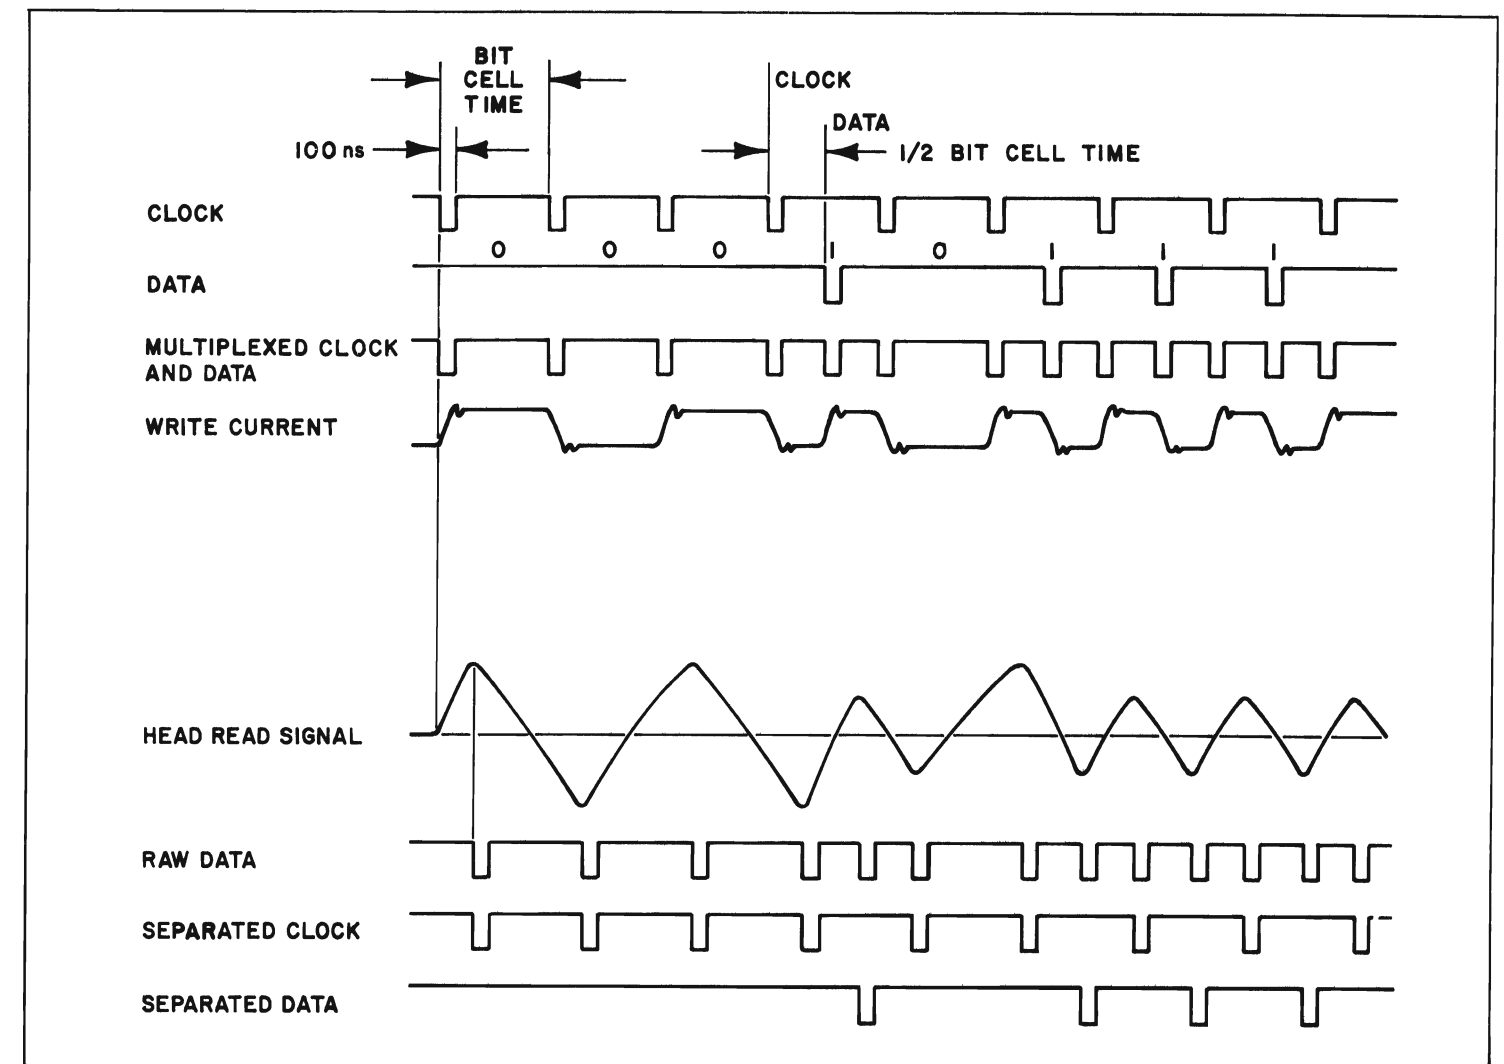 BIT
CELL
TIME
CLOCK
DATA
100 ns
1/2 BIT CELL TIME
CLOCK
0 0 0 1 0 1 1 1
DATA
MULTIPLEXED CLOCK
AND DATA
WRITE CURRENT
HEAD READ SIGNAL
RAW DATA
SEPARATED CLOCK
SEPARATED DATA